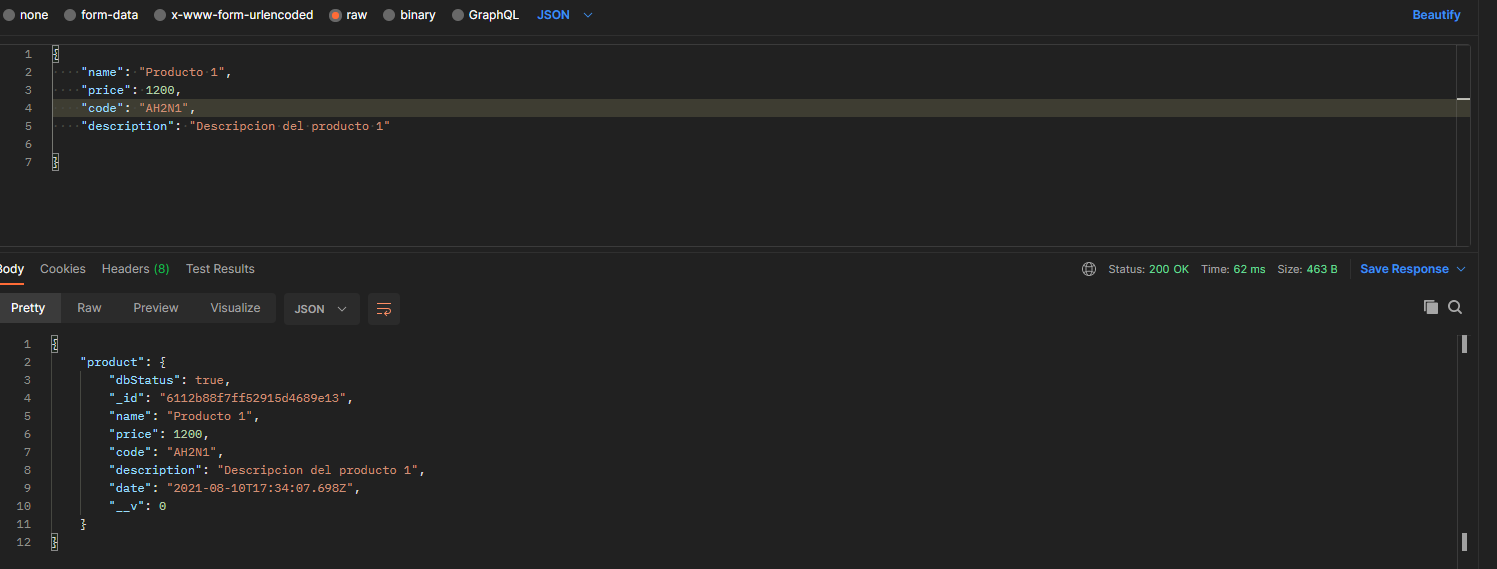 none form-data x-www-form-urlencoded raw binary GraphQL JSON Beautify
1 {
2 "name": "Producto 1",
3 "price": 1200,
4 "code": "AH2N1",
5 "description": "Descripcion del producto 1"
6
7 }
Body Cookies Headers (8) Test Results Status: 200 OK Time: 62 ms Size: 463 B Save Response
Pretty Raw Preview Visualize JSON
1 {
2 "product": {
3 "dbStatus": true,
4 "_id": "6112b88f7ff52915d4689e13",
5 "name": "Producto 1",
6 "price": 1200,
7 "code": "AH2N1",
8 "description": "Descripcion del producto 1",
9 "date": "2021-08-10T17:34:07.698Z",
10 "__v": 0
11 }
12 }